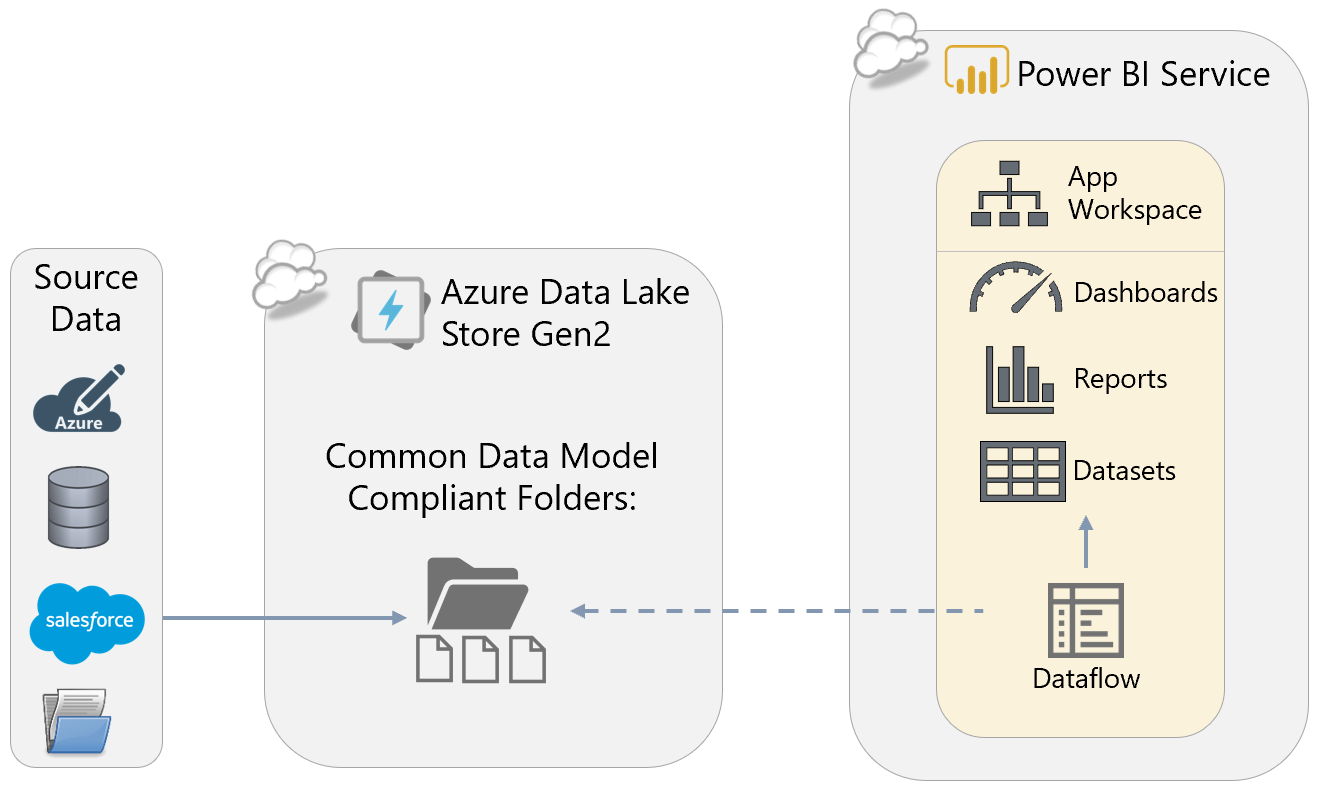 Source
Data
Azure
salesforce
Azure Data Lake
Store Gen2
Common Data Model
Compliant Folders:
Power BI Service
App
Workspace
Dashboards
Reports
Datasets
Dataflow